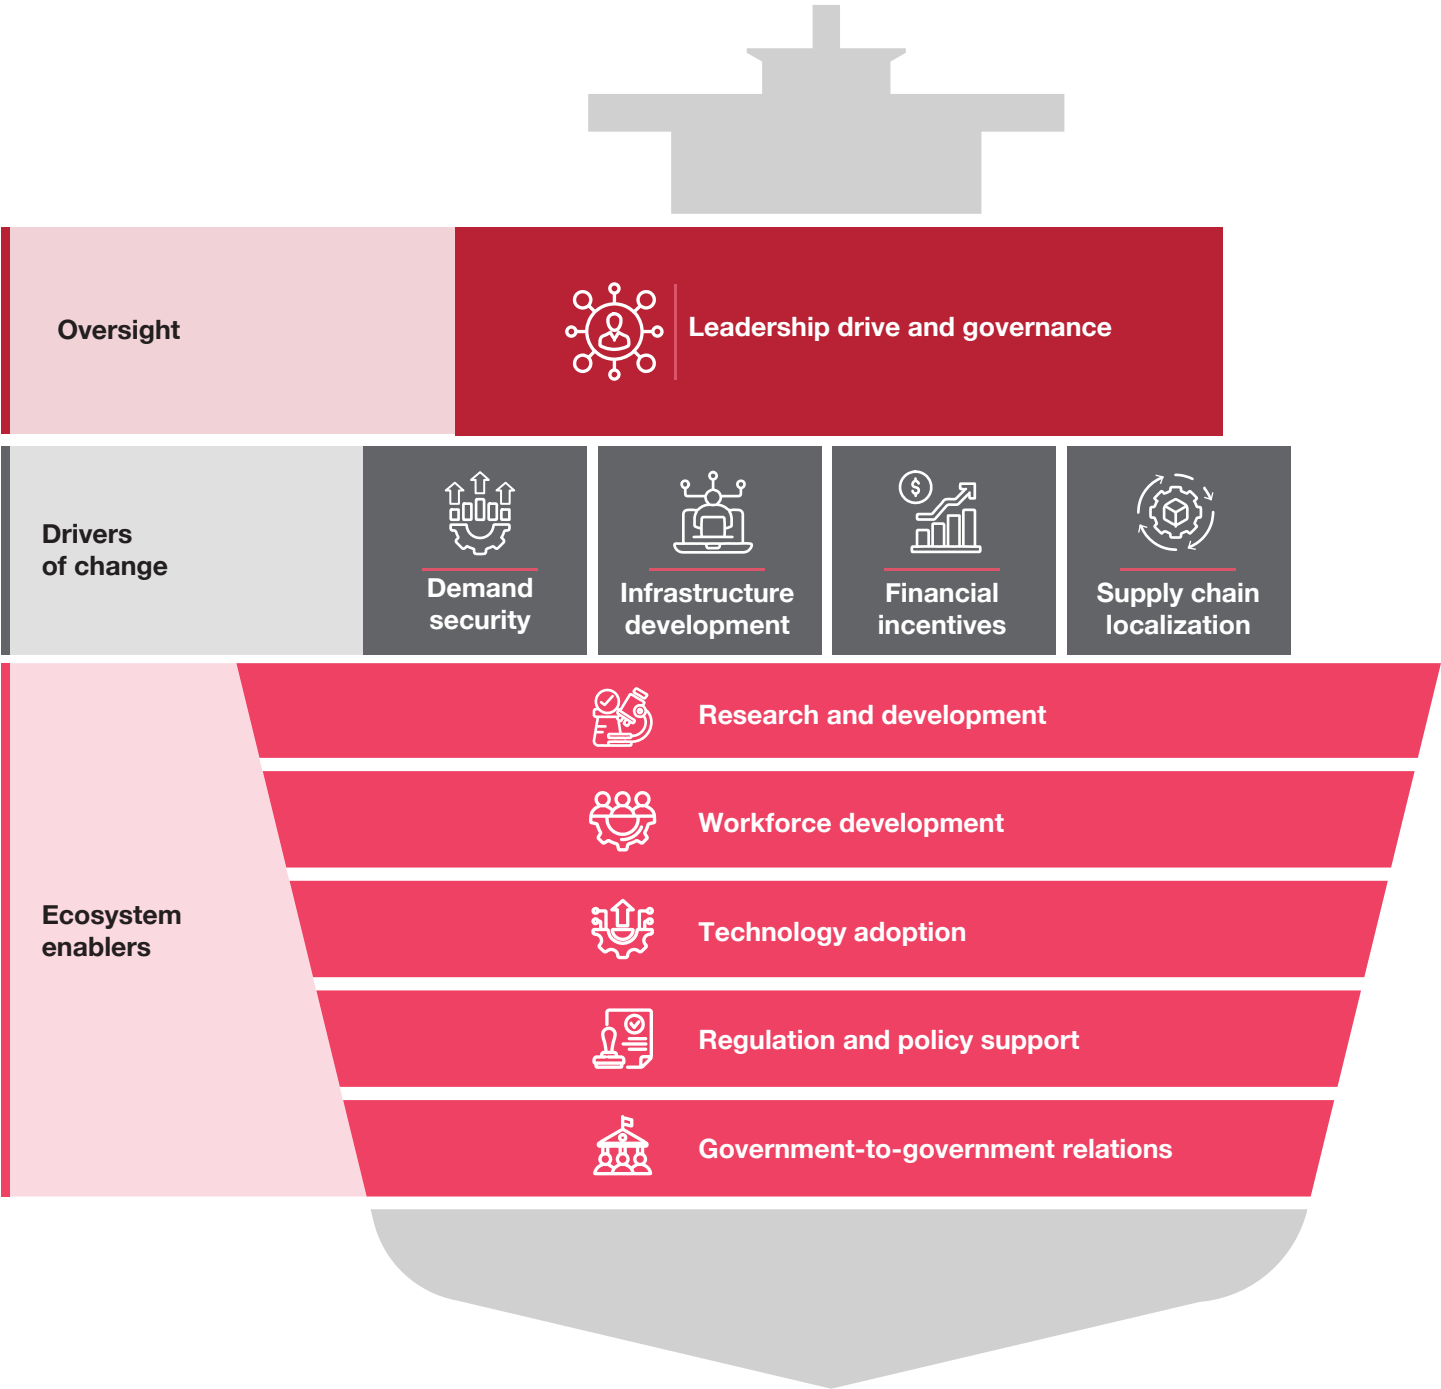 Oversight
Leadership drive and governance
Drivers
of change
Demand
security
Infrastructure
development
Financial
incentives
Supply chain
localization
Ecosystem
enablers
Research and development
Workforce development
Technology adoption
Regulation and policy support
Government-to-government relations